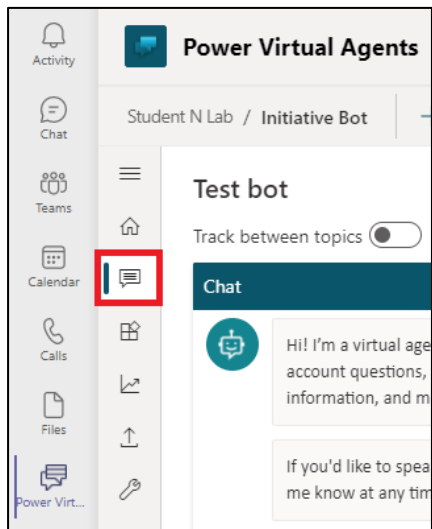 Activity
Chat
Teams
Calendar
Calls
Files
Power Virt...
Power Virtual Agents
Student N Lab / Initiative Bot
Test bot
Track between topics
Chat
Hi! I'm a virtual age
account questions,
information, and m
If you'd like to spea
me know at any tim